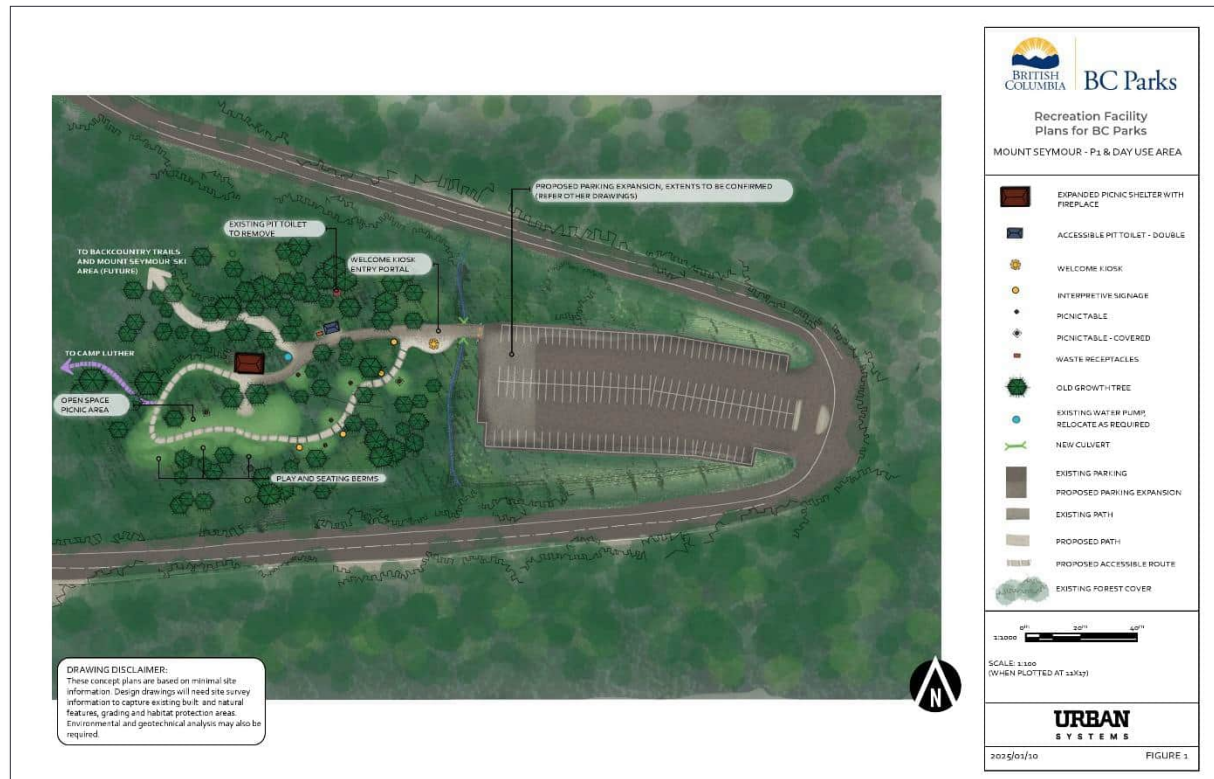 PROPOSED PARKING EXPANSION, EXTENTS TO BE CONFIRMED
(REFER OTHER DRAWINGS)
EXISTING PIT TOILET
TO REMOVE
WELCOME KIOSK
ENTRY PORTAL
TO BACKCOUNTRY TRAILS
AND MOUNT SEYMOUR SKI
AREA (FUTURE)
TO CAMP LUTHER
OPEN SPACE
PICNIC AREA
PLAY AND SEATING BERMS
DRAWING DISCLAIMER:
These concept plans are based on minimal site
information. Design drawings will need site survey
information to capture existing built and natural
features, grading and habitat protection areas.
Environmental and geotechnical analysis may also be
required.
N
BRITISH
COLUMBIA
BC Parks
Recreation Facility
Plans for BC Parks
MOUNT SEYMOUR - P1 & DAY USE AREA
EXPANDED PICNIC SHELTER WITH
FIREPLACE
ACCESSIBLE PIT TOILET - DOUBLE
WELCOME KIOSK
INTERPRETIVE SIGNAGE
PICNIC TABLE
PICNIC TABLE - COVERED
WASTE RECEPTACLES
OLD GROWTH TREE
EXISTING WATER PUMP,
RELOCATE AS REQUIRED
NEW CULVERT
EXISTING PARKING
PROPOSED PARKING EXPANSION
EXISTING PATH
PROPOSED PATH
PROPOSED ACCESSIBLE ROUTE
EXISTING FOREST COVER
0m 20m 40m
1:1000
SCALE: 1:100
(WHEN PLOTTED AT 11X17)
URBAN
SYSTEMS
2025/01/10 FIGURE 1